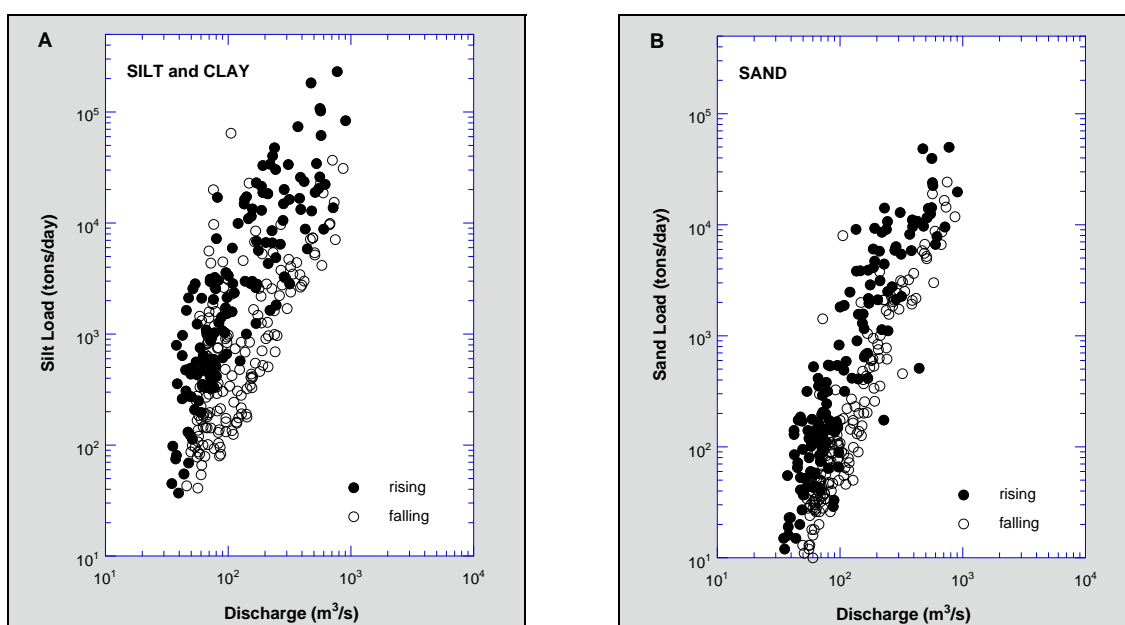 A
SILT and CLAY
Silt Load (tons/day)
10^5
10^4
10^3
10^2
10^1
rising
falling
10^1 10^2 10^3 10^4
Discharge (m^3/s)
B
SAND
Sand Load (tons/day)
10^5
10^4
10^3
10^2
10^1
rising
falling
10^1 10^2 10^3 10^4
Discharge (m^3/s)